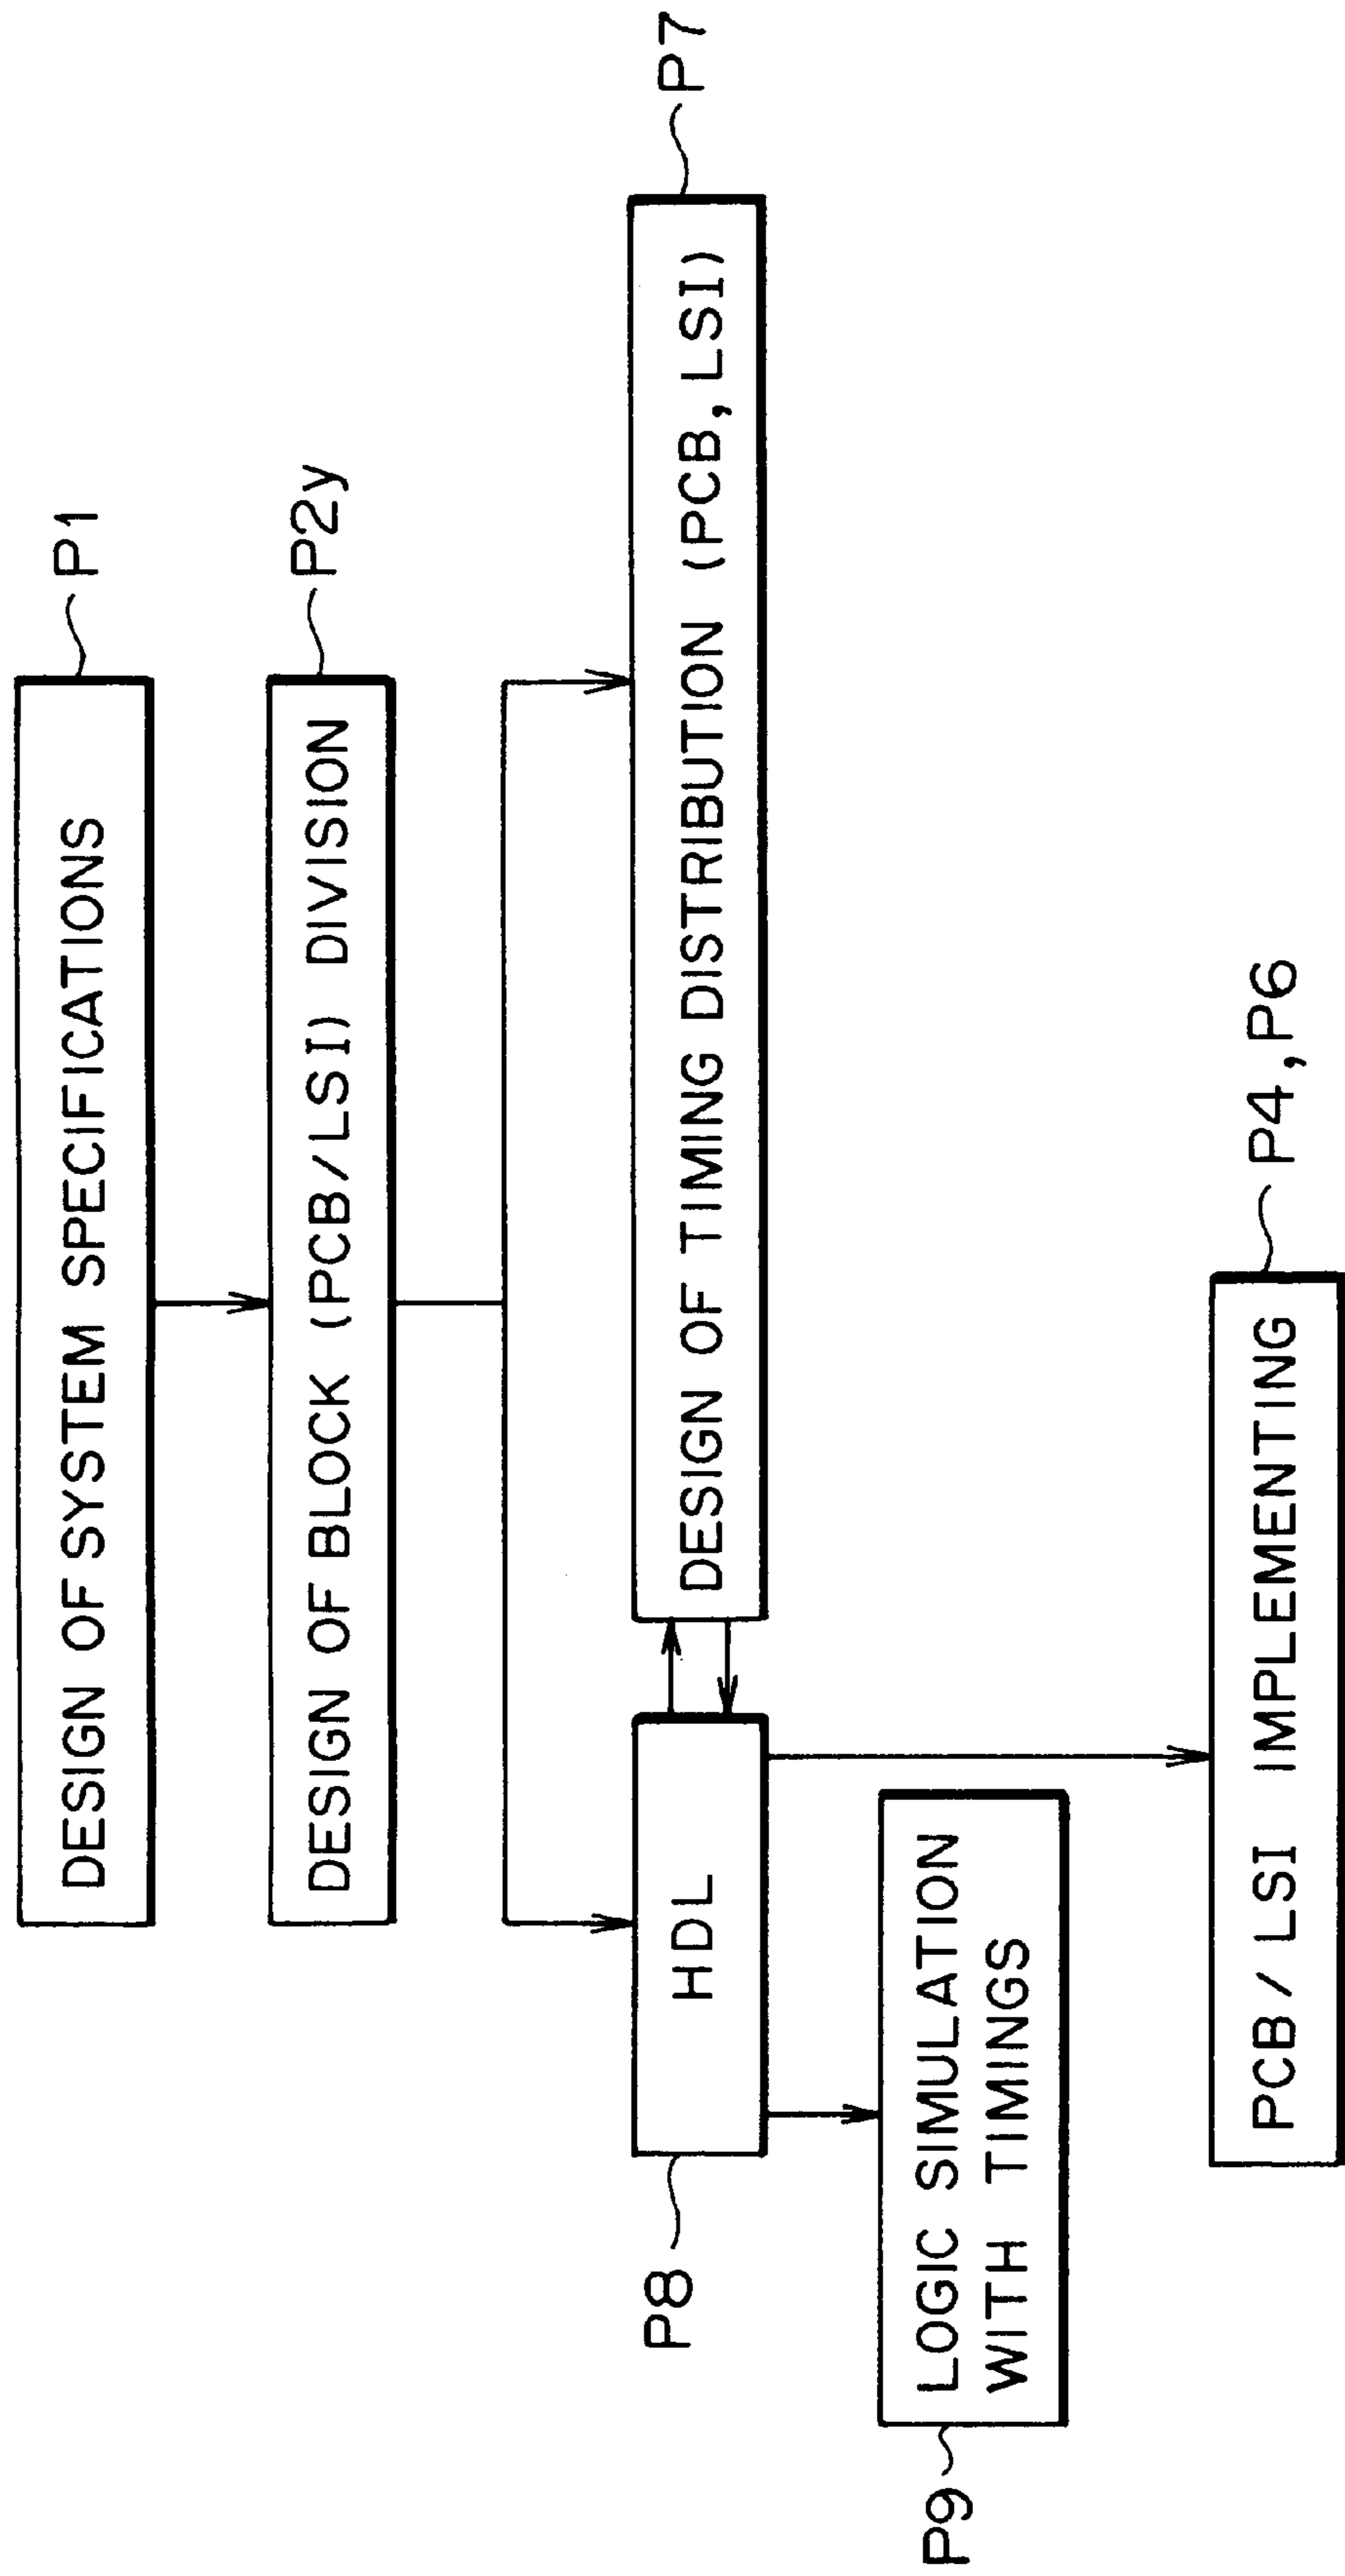 DESIGN OF SYSTEM SPECIFICATIONS
P1
DESIGN OF BLOCK (PCB/LSI) DIVISION
P2y
P8
HDL
DESIGN OF TIMING DISTRIBUTION (PCB, LSI)
P7
P9
LOGIC SIMULATION
WITH TIMINGS
PCB/LSI IMPLEMENTING
P4, P6